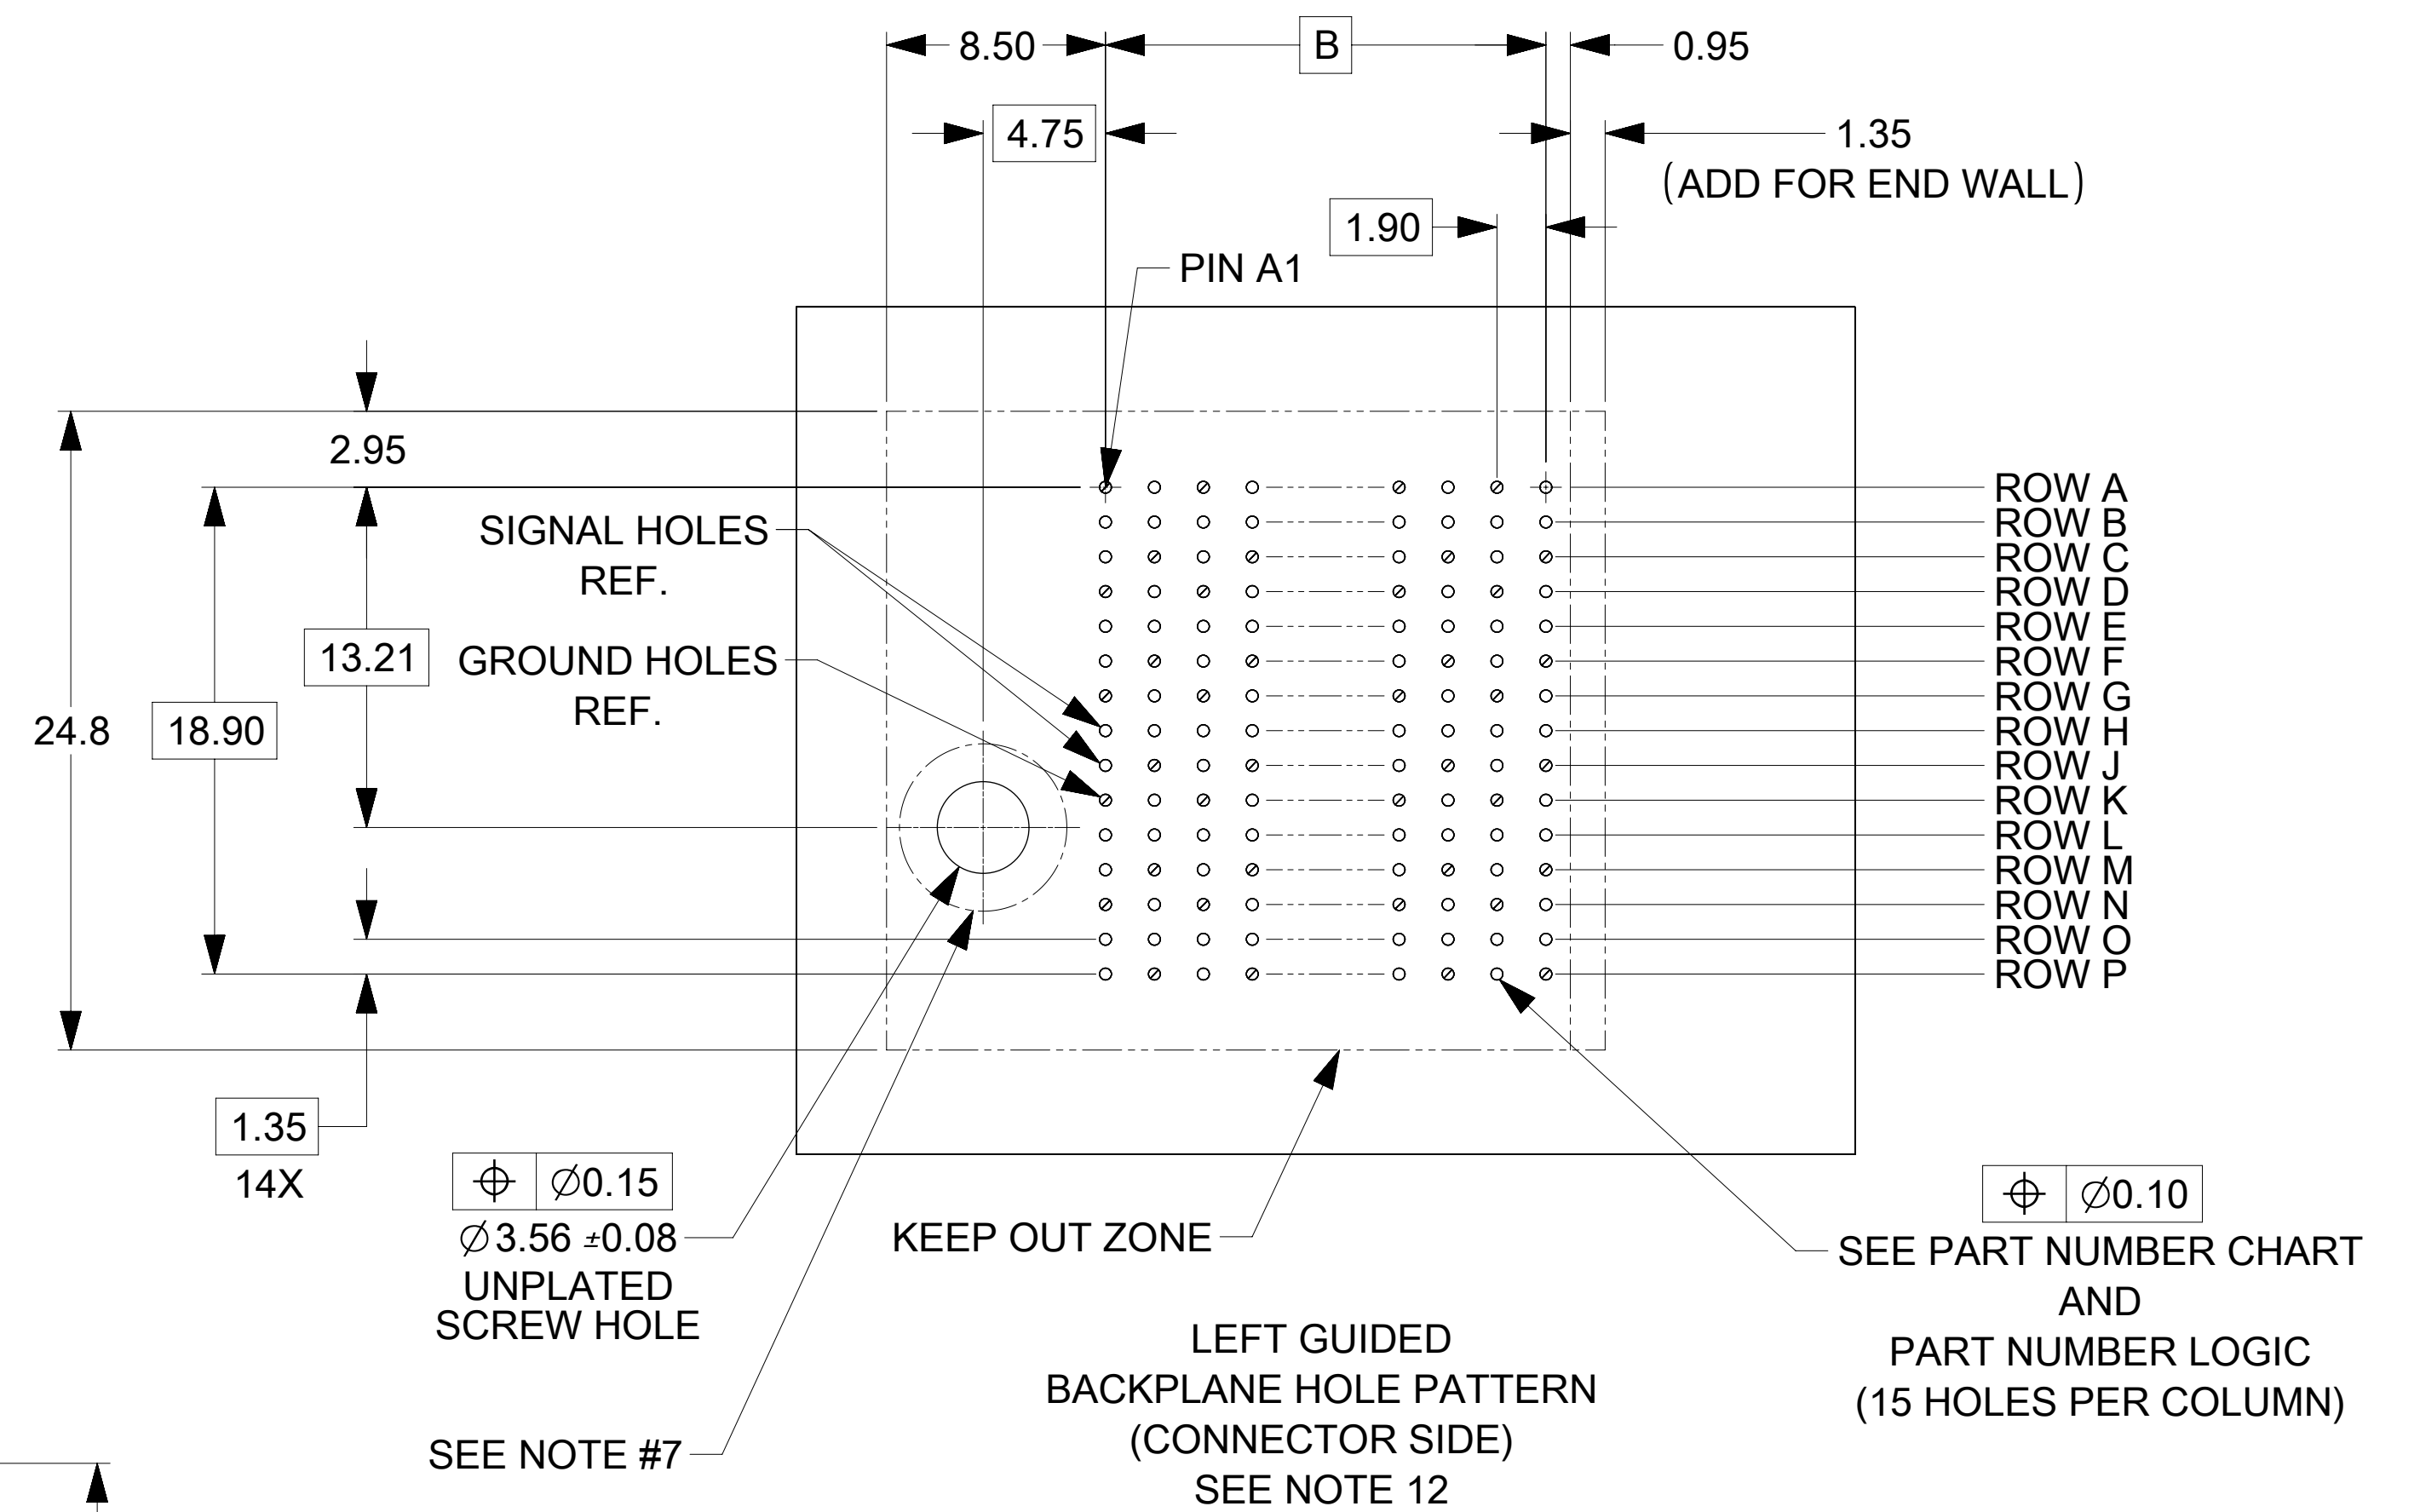 8.50
B
0.95
4.75
1.35
(ADD FOR END WALL)
1.90
PIN A1
2.95
SIGNAL HOLES
REF.
13.21
GROUND HOLES
REF.
24.8
18.90
ROW A
ROW B
ROW C
ROW D
ROW E
ROW F
ROW G
ROW H
ROW J
ROW K
ROW L
ROW M
ROW N
ROW O
ROW P
1.35
14X
⌖ ∅0.15
∅3.56 ±0.08
UNPLATED
SCREW HOLE
SEE NOTE #7
KEEP OUT ZONE
LEFT GUIDED
BACKPLANE HOLE PATTERN
(CONNECTOR SIDE)
SEE NOTE 12
⌖ ∅0.10
SEE PART NUMBER CHART
AND
PART NUMBER LOGIC
(15 HOLES PER COLUMN)